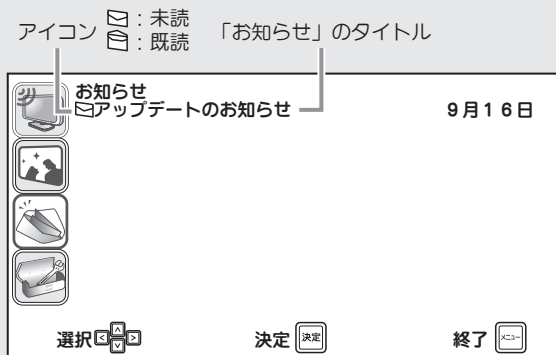 アイコン
：未読
：既読
「お知らせ」のタイトル
お知らせ
アップデートのお知らせ ９月１６日
選択 決定 決定 終了 メニュー